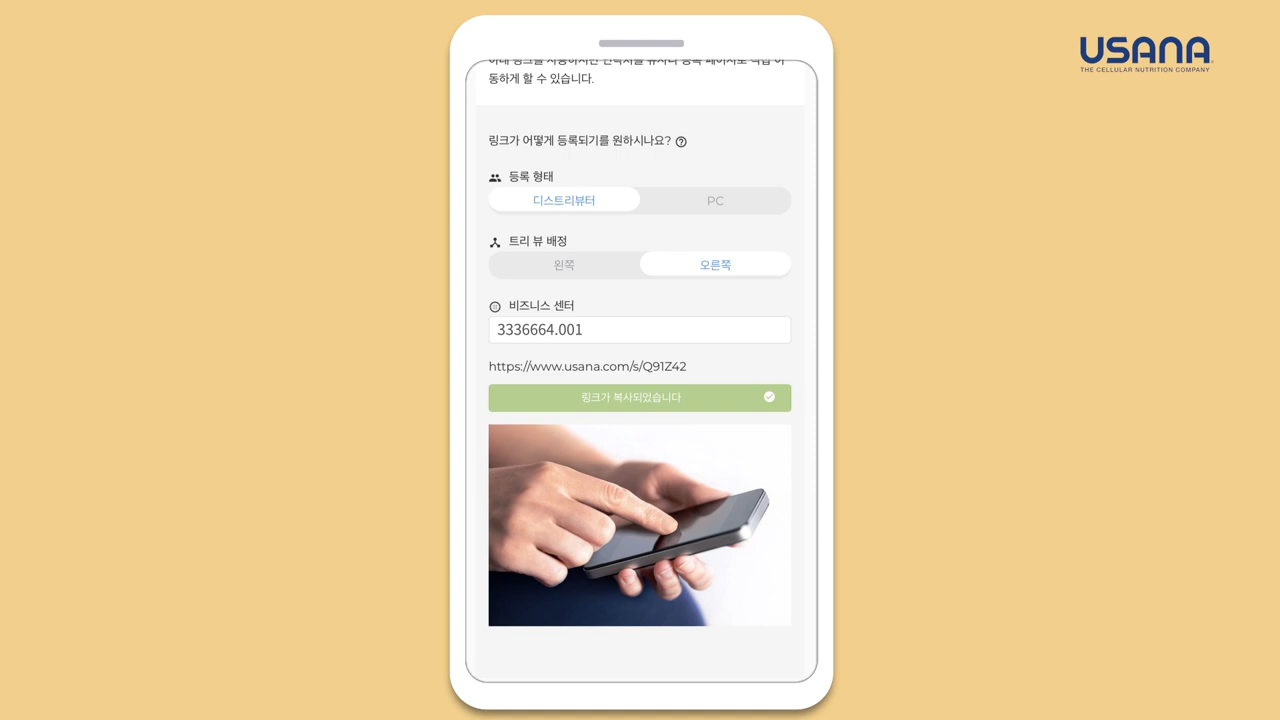 동하게 할 수 있습니다.
링크가 어떻게 등록되기를 원하시나요?
등록 형태
디스트리뷰터
PC
트리 뷰 배정
왼쪽
오른쪽
비즈니스 센터
3336664.001
https://www.usana.com/s/Q91Z42
링크가 복사되었습니다
USANA
THE CELLULAR NUTRITION COMPANY